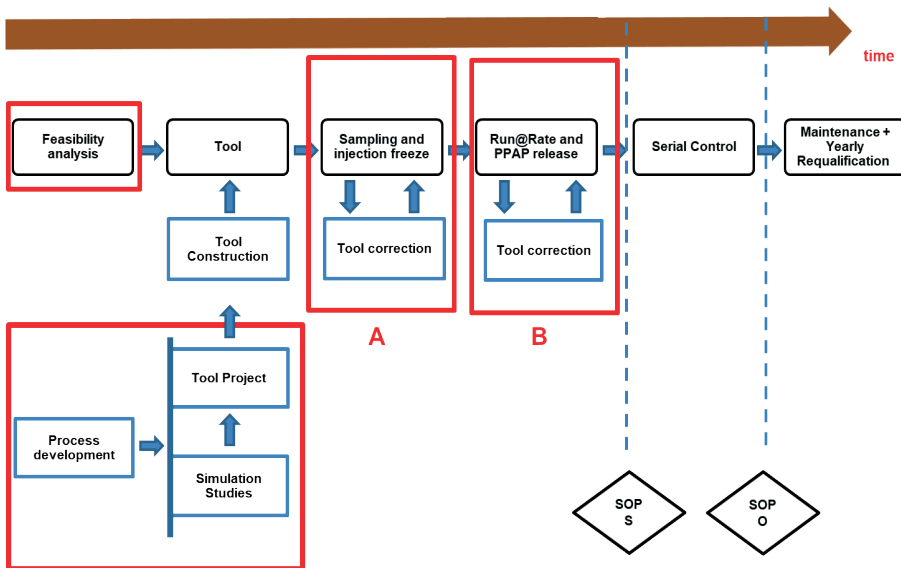 time
Feasibility
analysis
Tool
Sampling and
injection freeze
Run@Rate and
PPAP release
Serial Control
Maintenance +
Yearly
Requalification
Tool
Construction
Tool correction
Tool correction
A
B
Tool Project
Process
development
Simulation
Studies
SOP
S
SOP
O